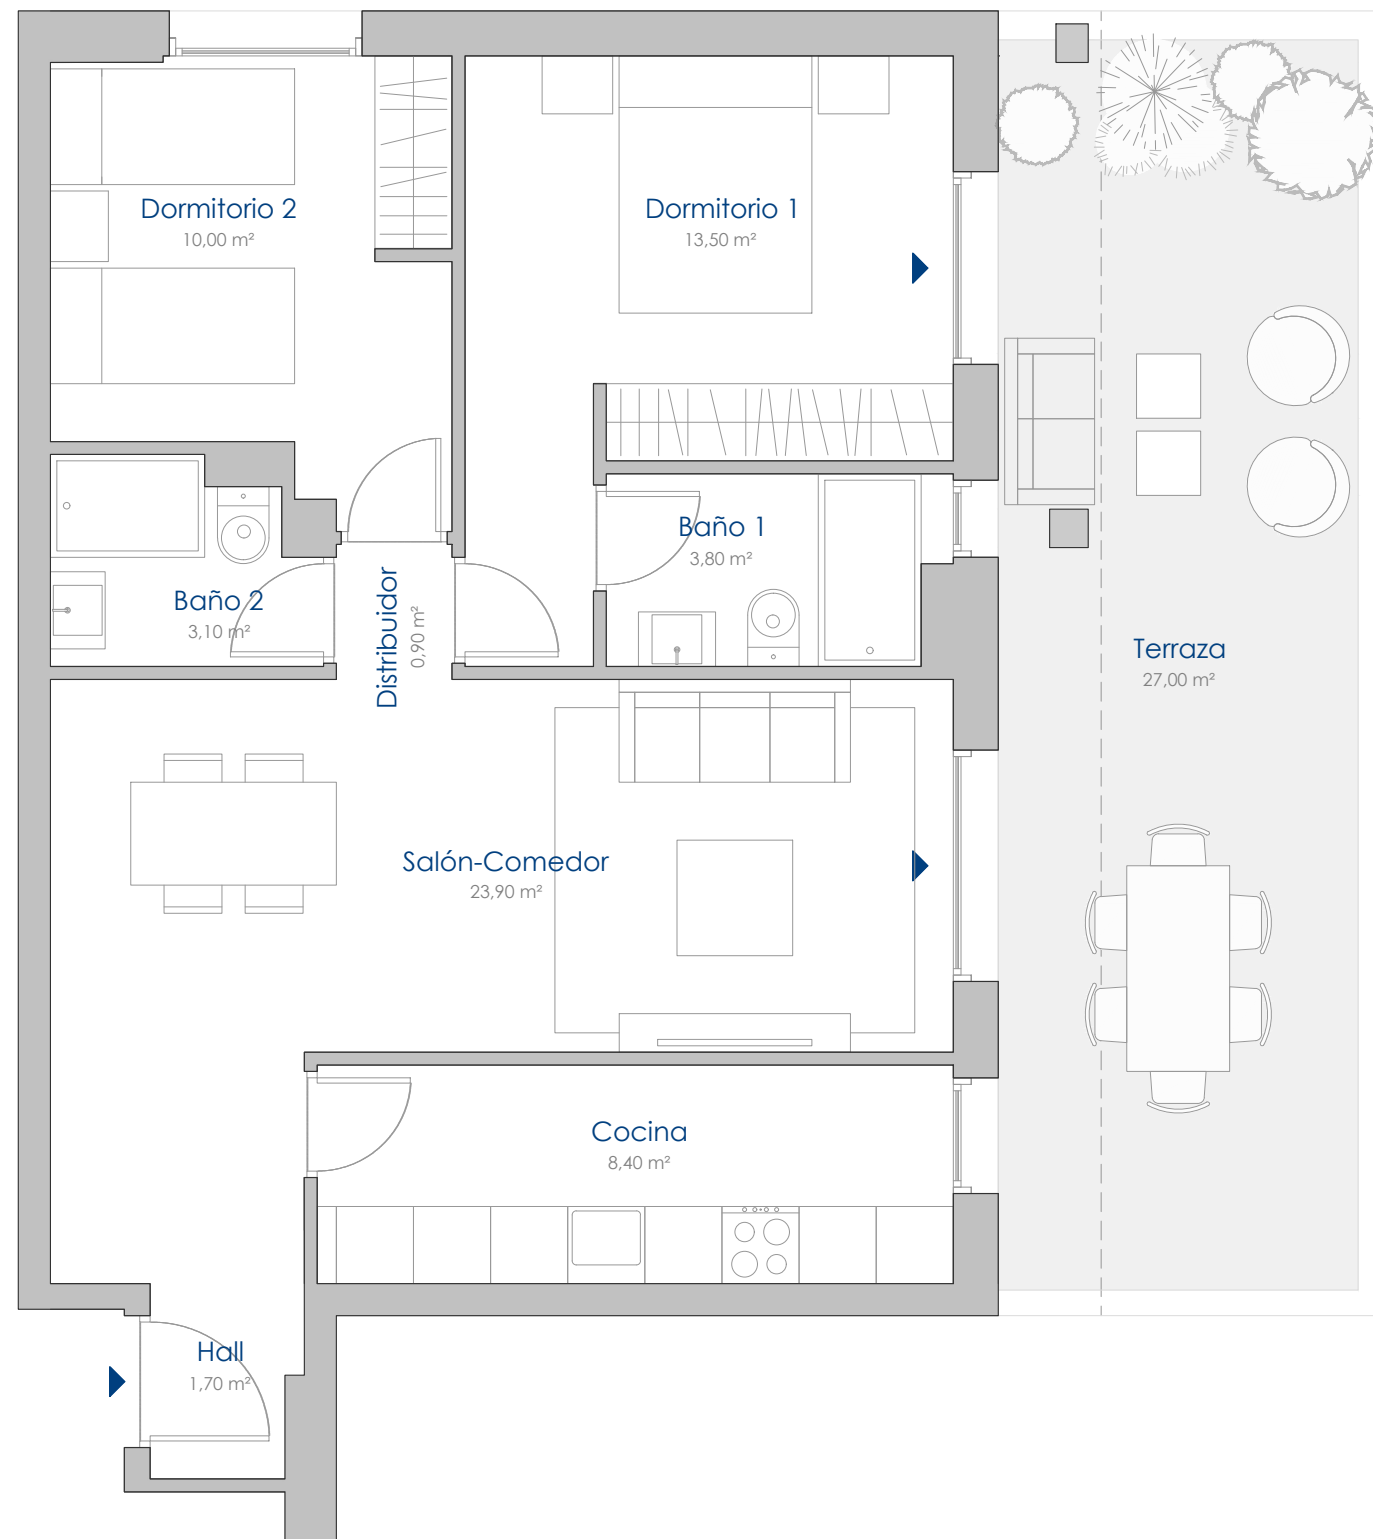 Dormitorio 2
10,00 m²
Dormitorio 1
13,50 m²
Baño 1
3,80 m²
Baño 2
3,10 m²
Distribuidor
0,90 m²
Terraza
27,00 m²
Salón-Comedor
23,90 m²
Cocina
8,40 m²
Hall
1,70 m²